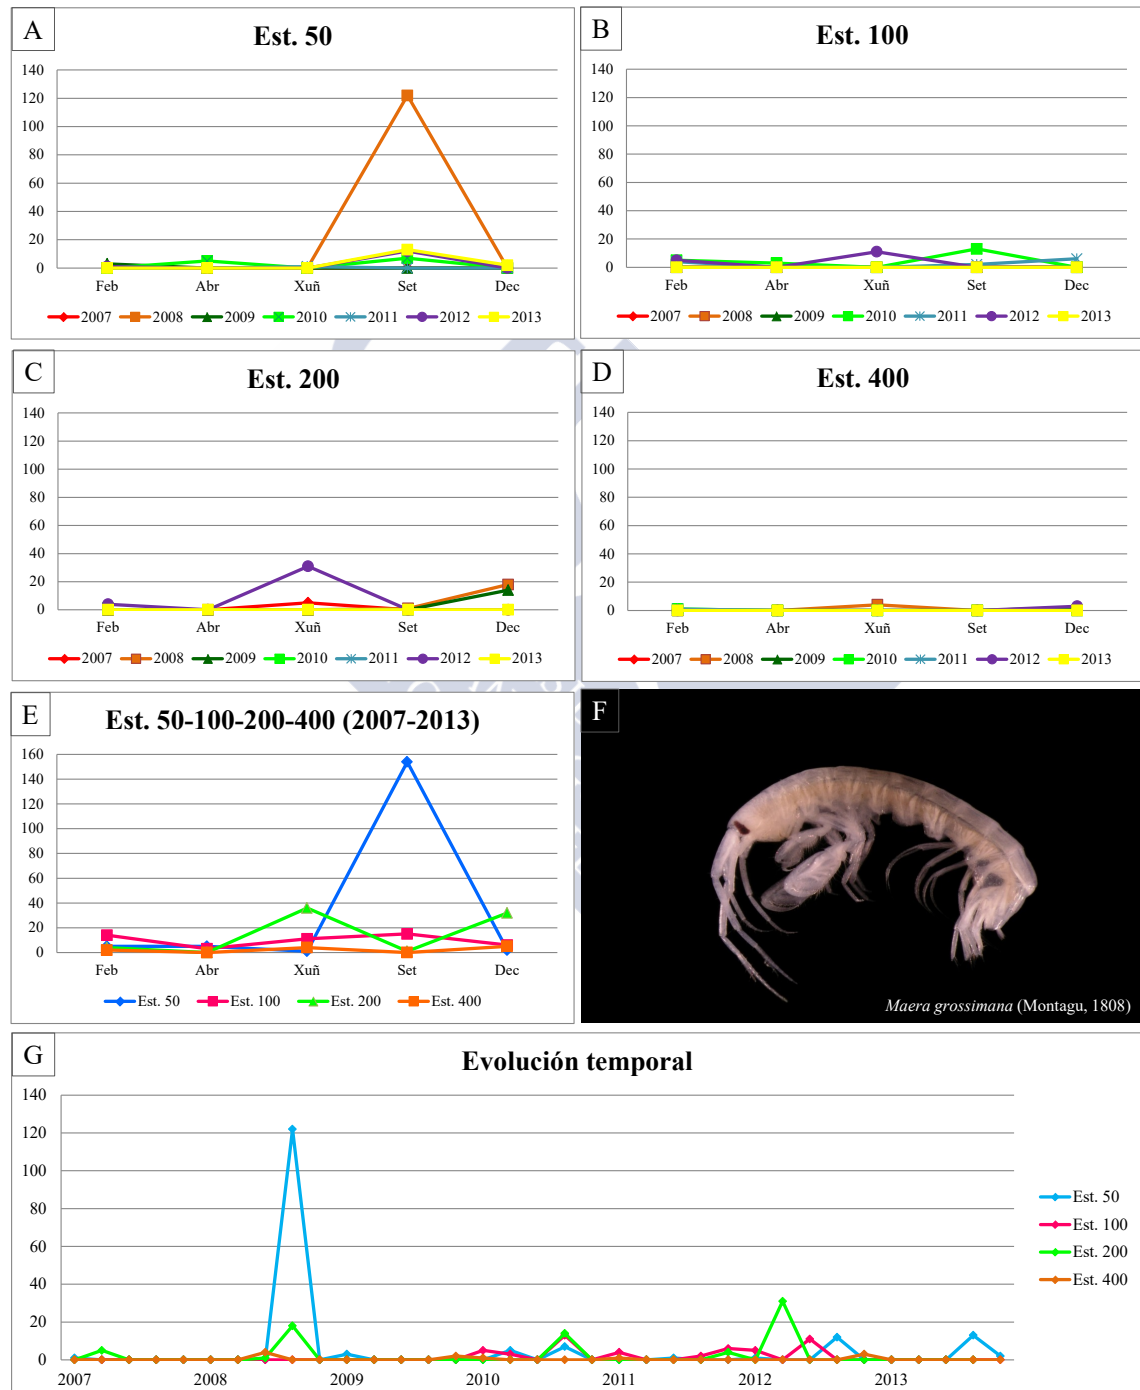 A
Est. 50
140
120
100
80
60
40
20
0
Feb Abr Xuñ Set Dec
2007 2008 2009 2010 2011 2012 2013
B
Est. 100
140
120
100
80
60
40
20
0
Feb Abr Xuñ Set Dec
2007 2008 2009 2010 2011 2012 2013
C
Est. 200
140
120
100
80
60
40
20
0
Feb Abr Xuñ Set Dec
2007 2008 2009 2010 2011 2012 2013
D
Est. 400
140
120
100
80
60
40
20
0
Feb Abr Xuñ Set Dec
2007 2008 2009 2010 2011 2012 2013
E
Est. 50-100-200-400 (2007-2013)
160
140
120
100
80
60
40
20
0
Feb Abr Xuñ Set Dec
Est. 50 Est. 100 Est. 200 Est. 400
F
Maera grossimana (Montagu, 1808)
G
Evolución temporal
140
120
100
80
60
40
20
0
2007 2008 2009 2010 2011 2012 2013
Est. 50
Est. 100
Est. 200
Est. 400